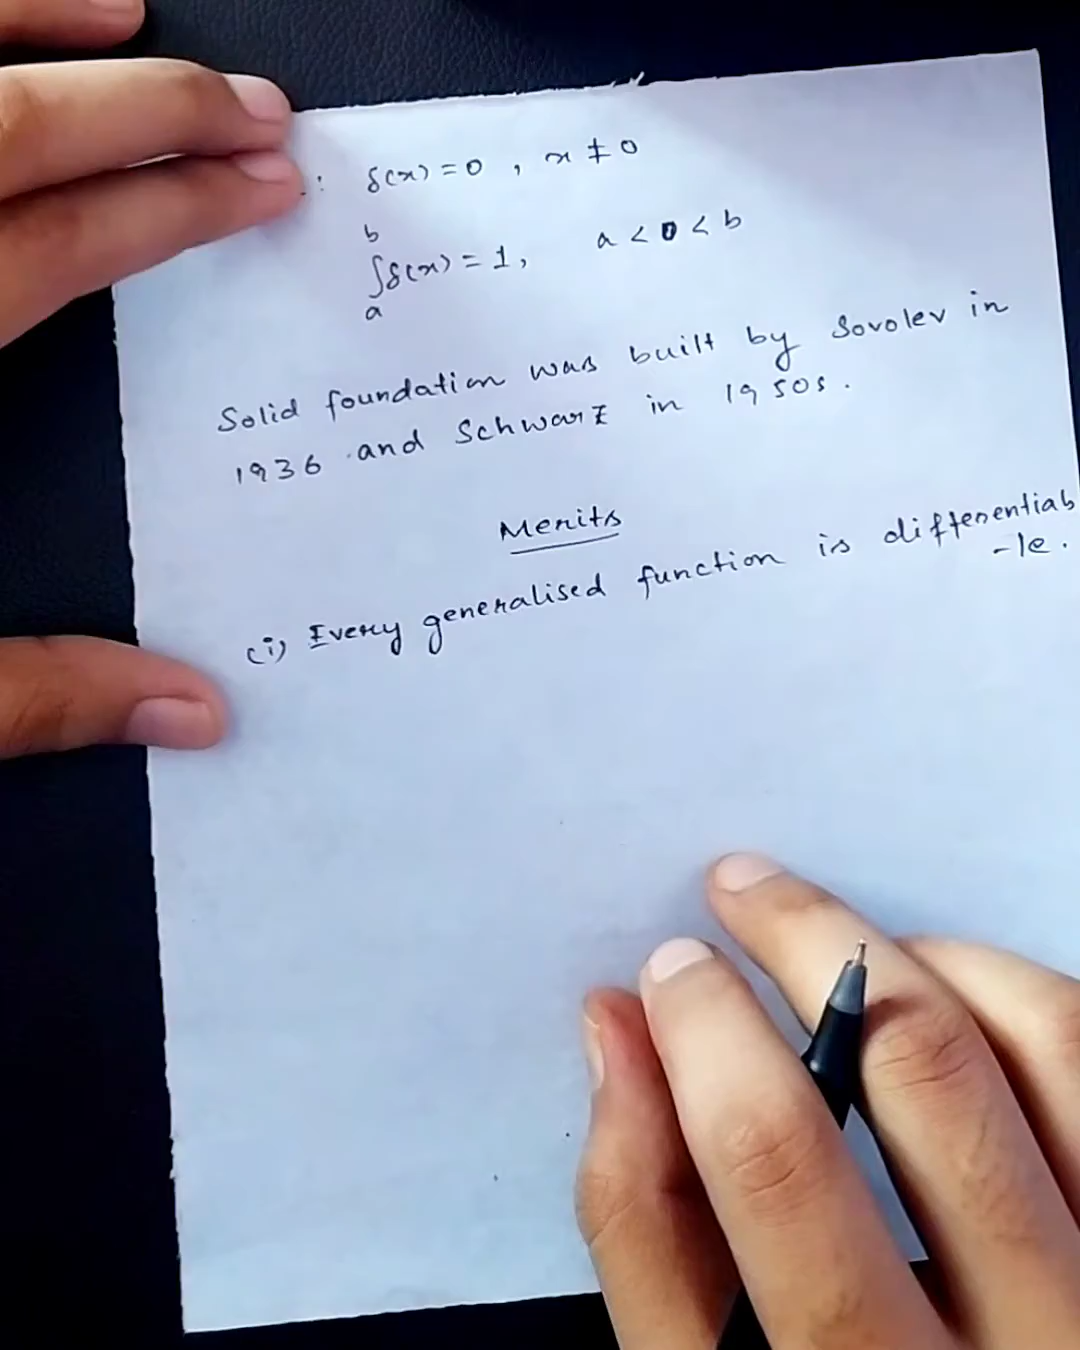 : δ(x) = 0 , x ≠ 0
b
∫δ(x) = 1, a < 0 < b
a
Solid foundation was built by Sovolev in
1936 and Schwarz in 1950s.
Merits
(i) Every generalised function is differentiab
-le.